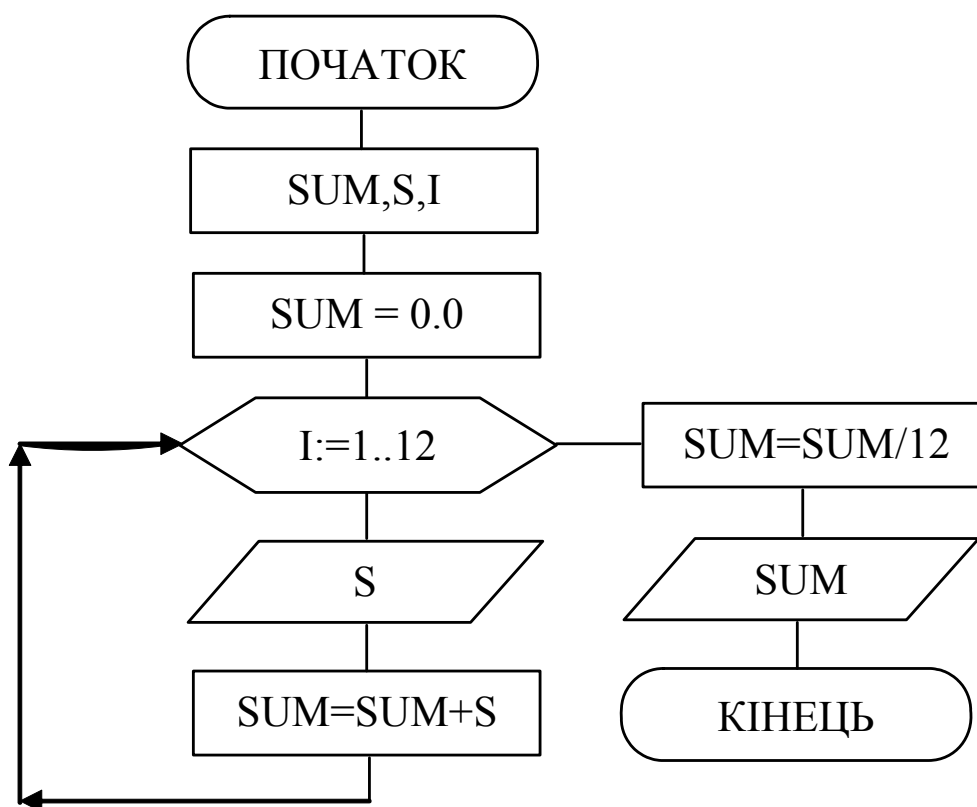 ПОЧАТОК
SUM,S,I
SUM = 0.0
I:=1..12
S
SUM=SUM+S
SUM=SUM/12
SUM
КІНЕЦЬ